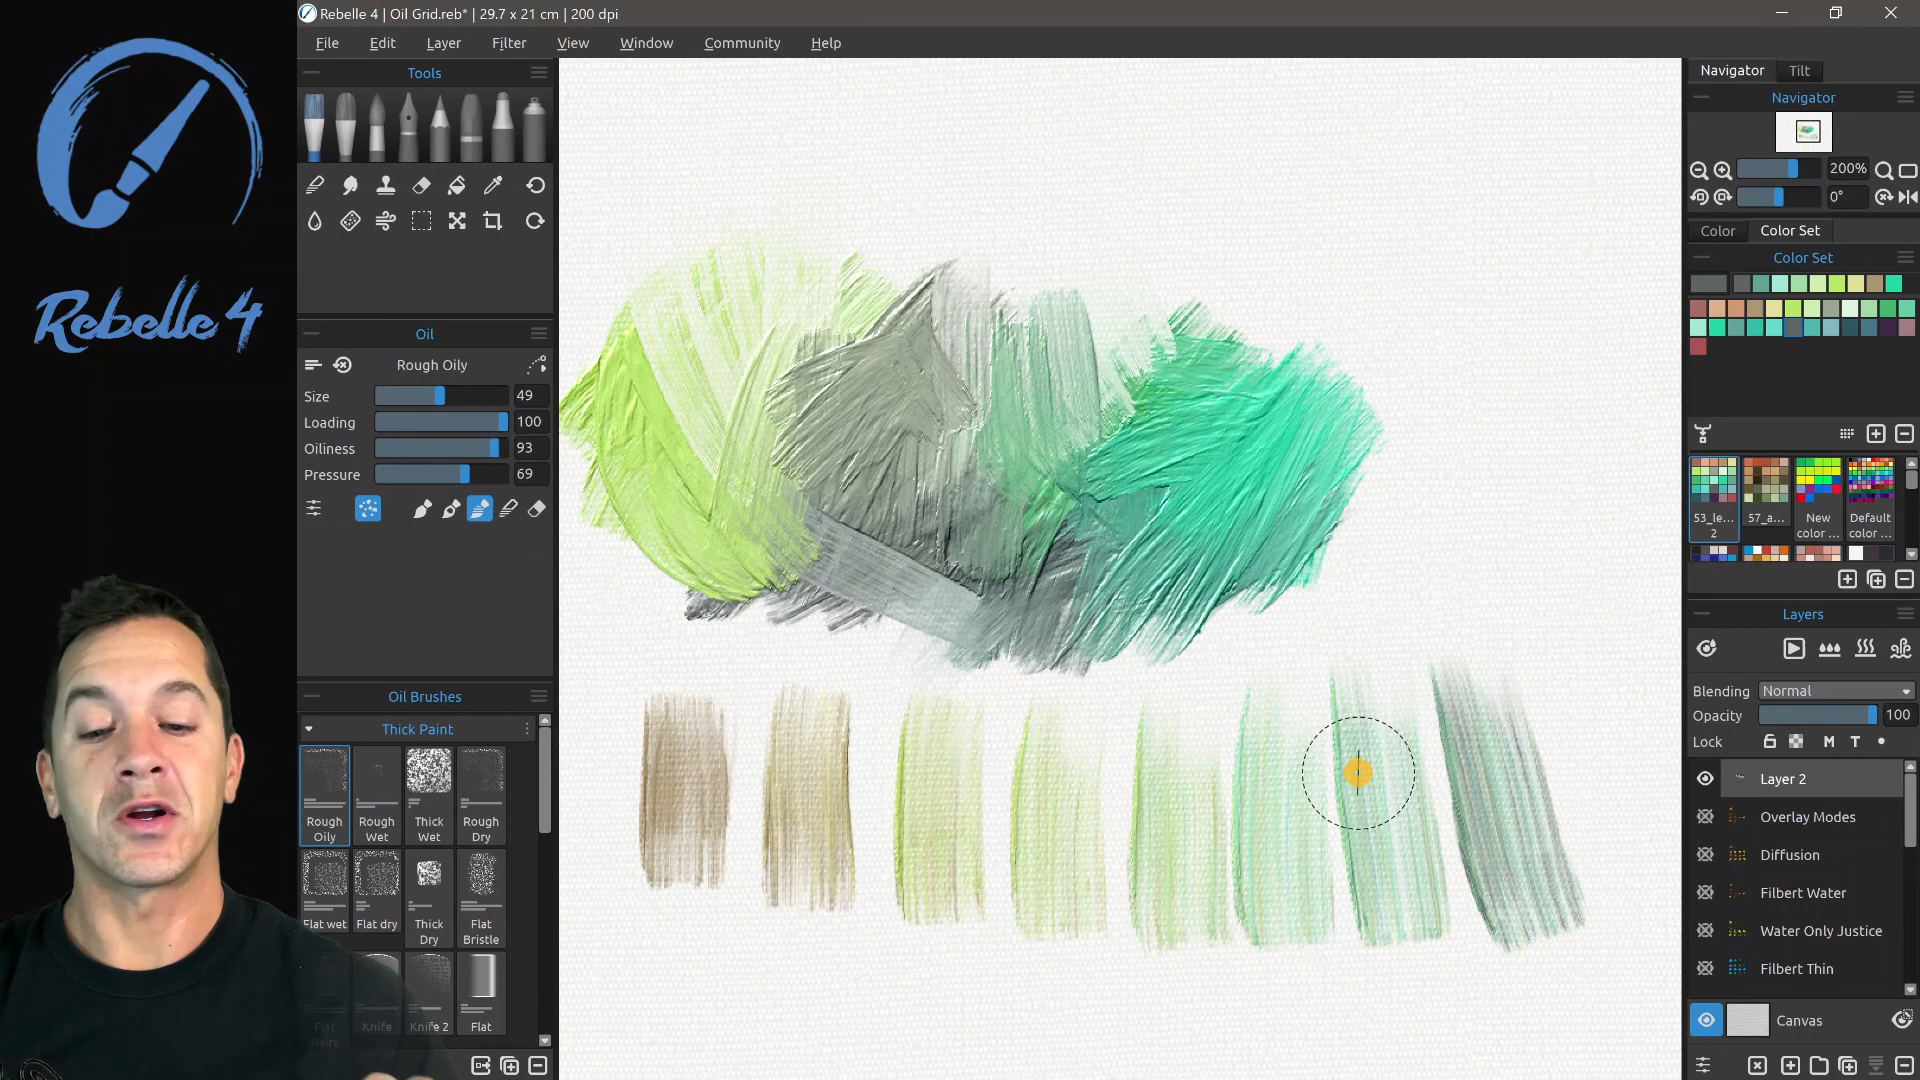 Rebelle 4 | Oil Grid.reb* | 29.7 x 21 cm | 200 dpi
File Edit Layer Filter View Window Community Help
Rebelle 4
Tools
Oil
Rough Oily
Size 49
Loading 100
Oiliness 93
Pressure 69
Oil Brushes
Thick Paint
Rough Oily
Rough Wet
Thick Wet
Rough Dry
Flat wet
Flat dry
Thick Dry
Flat Bristle
Flat Hairy
Knife
Knife 2
Flat
Navigator Tilt
Navigator
200%
0°
Color Color Set
Color Set
53_le... 2
57_a...
New color ...
Default color ...
Layers
Blending Normal
Opacity 100
Lock M T
Layer 2
Overlay Modes
Diffusion
Filbert Water
Water Only Justice
Filbert Thin
Canvas